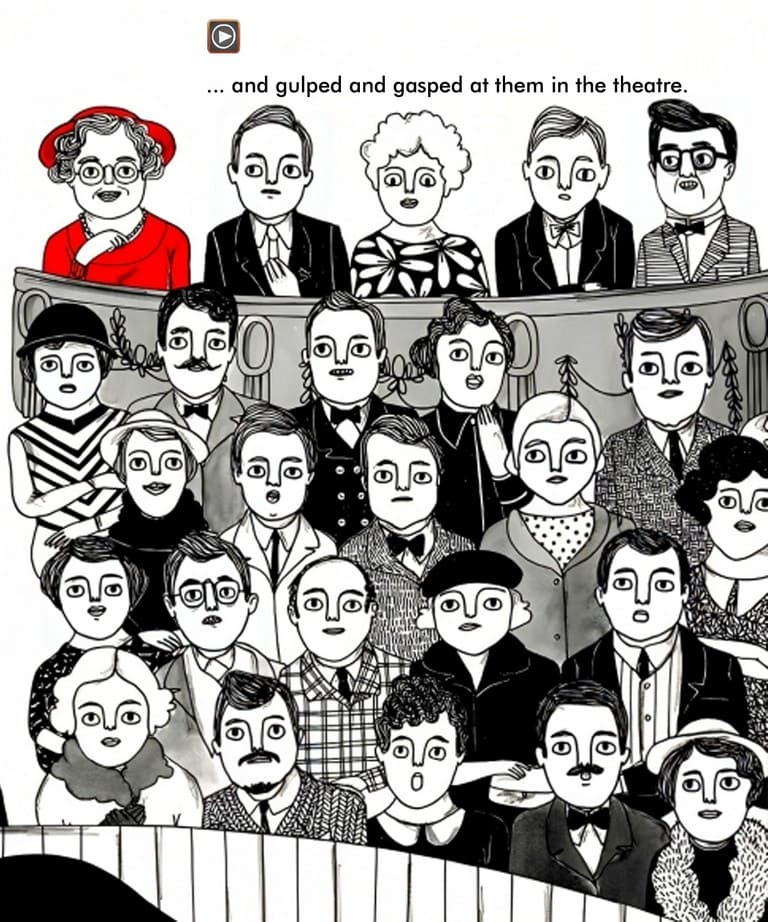 ... and gulped and gasped at them in the theatre.